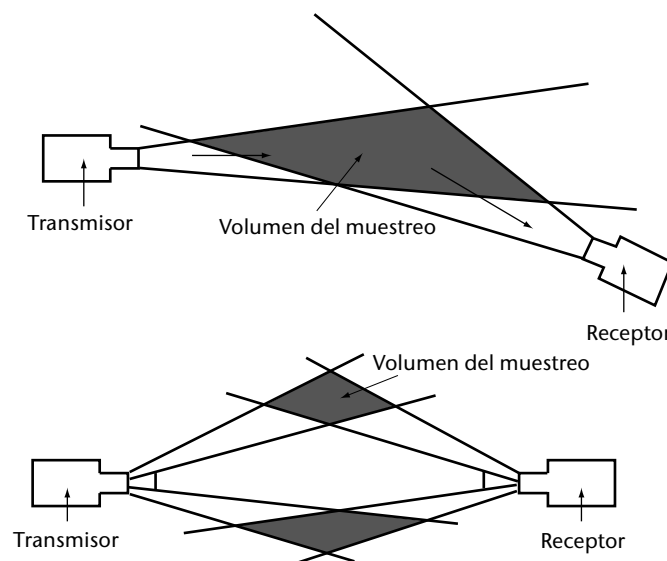 Transmisor
Volumen del muestreo
Receptor
Volumen del muestreo
Transmisor
Receptor